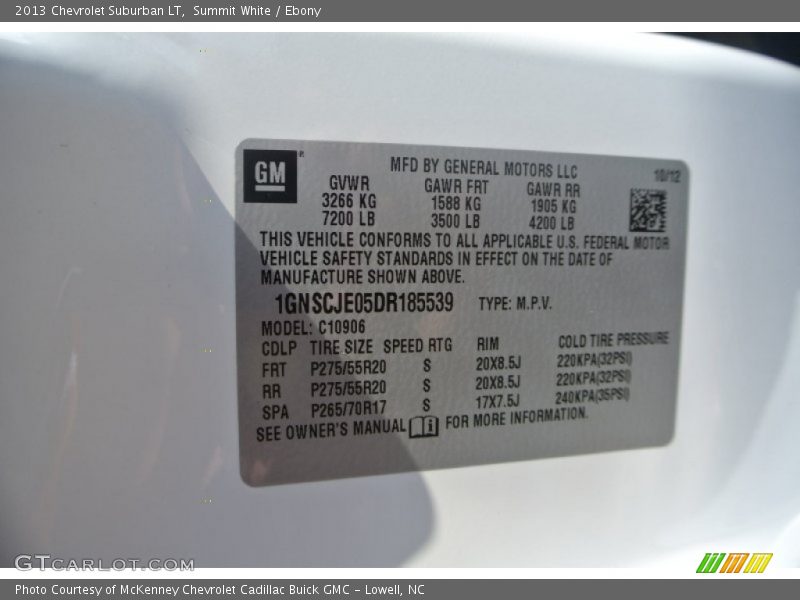 2013 Chevrolet Suburban LT, Summit White / Ebony
GM
®
MFD BY GENERAL MOTORS LLC
10/12
GVWR GAWR FRT GAWR RR
3266 KG 1588 KG 1905 KG
7200 LB 3500 LB 4200 LB
THIS VEHICLE CONFORMS TO ALL APPLICABLE U.S. FEDERAL MOTOR
VEHICLE SAFETY STANDARDS IN EFFECT ON THE DATE OF
MANUFACTURE SHOWN ABOVE.
1GNSCJE05DR185539 TYPE: M.P.V.
MODEL: C10906
CDLP TIRE SIZE SPEED RTG RIM COLD TIRE PRESSURE
FRT P275/55R20 S 20X8.5J 220KPA(32PSI)
RR P275/55R20 S 20X8.5J 220KPA(32PSI)
SPA P265/70R17 S 17X7.5J 240KPA(35PSI)
SEE OWNER'S MANUAL i FOR MORE INFORMATION.
GTCARLOT.COM
Photo Courtesy of McKenney Chevrolet Cadillac Buick GMC - Lowell, NC